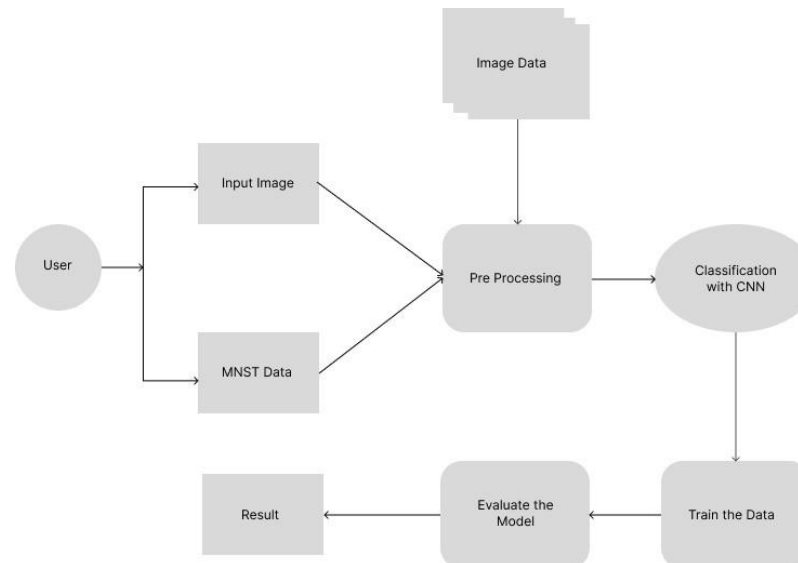 Image Data
Input Image
User
Pre Processing
Classification
with CNN
MNST Data
Result
Evaluate the
Model
Train the Data